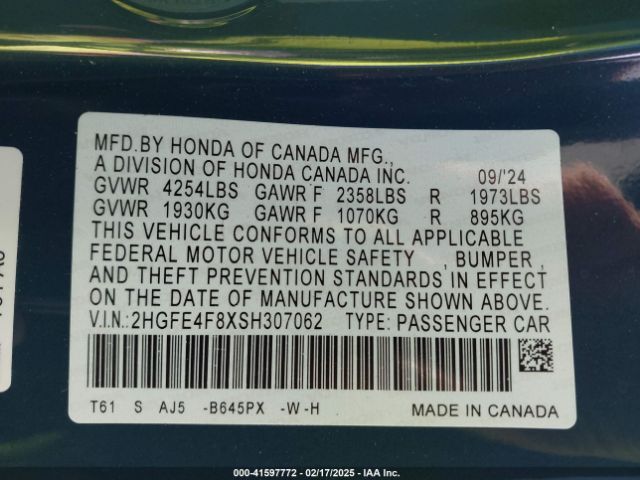 MFD.BY HONDA OF CANADA MFG.,
A DIVISION OF HONDA CANADA INC. 09/'24
GVWR 4254LBS GAWR F 2358LBS R 1973LBS
GVWR 1930KG GAWR F 1070KG R 895KG
THIS VEHICLE CONFORMS TO ALL APPLICABLE
FEDERAL MOTOR VEHICLE SAFETY , BUMPER ,
AND THEFT PREVENTION STANDARDS IN EFFECT
ON THE DATE OF MANUFACTURE SHOWN ABOVE.
V.I.N.:2HGFE4F8XSH307062 TYPE: PASSENGER CAR
T61 S AJ5 -B645PX -W-H MADE IN CANADA
000-41597772 - 02/17/2025 - IAA Inc.